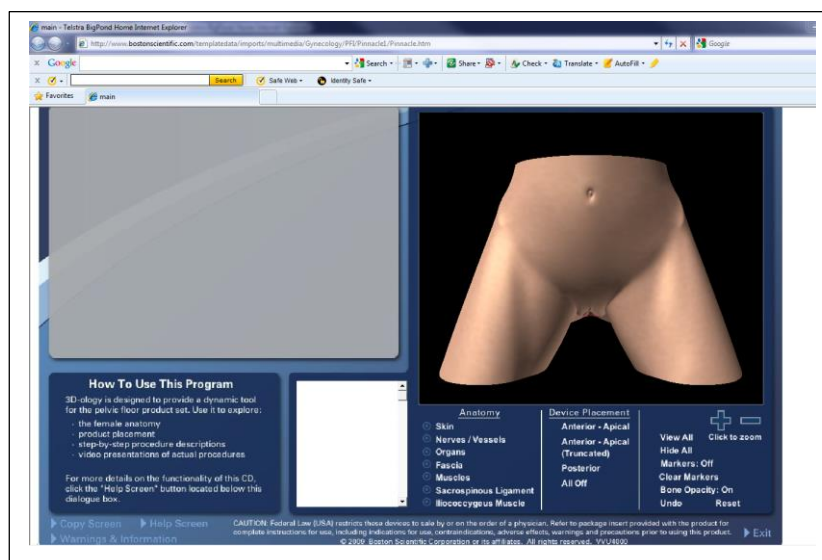 main - Telstra BigPond Home Internet Explorer
http://www.bostonscientific.com/templatedata/imports/multimedia/Gynecology/PFI/Pinnacle1/Pinnacle.htm
Google
x Google
Search
Share
Check
Translate
AutoFill
x
Search
Safe Web
Identity Safe
Favorites
main
How To Use This Program
3D-ology is designed to provide a dynamic tool
for the pelvic floor product set. Use it to explore:
- the female anatomy
- product placement
- step-by-step procedure descriptions
- video presentations of actual procedures
For more details on the functionality of this CD,
click the "Help Screen" button located below this
dialogue box.
Anatomy
Skin
Nerves / Vessels
Organs
Fascia
Muscles
Sacrospinous Ligament
Iliococcygeus Muscle
Device Placement
Anterior - Apical
Anterior - Apical
(Truncated)
Posterior
All Off
Click to zoom
View All
Hide All
Markers: Off
Clear Markers
Bone Opacity: On
Undo Reset
Copy Screen Help Screen
Warnings & Information
CAUTION: Federal Law (USA) restricts these devices to sale by or on the order of a physician. Refer to package insert provided with the product for
complete instructions for use, including indications for use, contraindications, adverse effects, warnings and precautions prior to using this product.
© 2009 Boston Scientific Corporation or its affiliates. All rights reserved. VVU4000
Exit